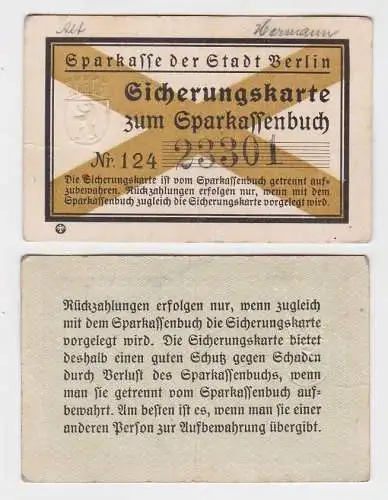 Alt Hermann
Sparkasse der Stadt Berlin
Sicherungskarte
zum Sparkassenbuch
Nr. 124 23301
Die Sicherungskarte ist vom Sparkassenbuch getrennt auf-
zubewahren. Rückzahlungen erfolgen nur, wenn mit dem
Sparkassenbuch zugleich die Sicherungskarte vorgelegt wird.
Rückzahlungen erfolgen nur, wenn zugleich
mit dem Sparkassenbuch die Sicherungskarte
vorgelegt wird. Die Sicherungskarte bietet
deshalb einen guten Schutz gegen Schaden
durch Verlust des Sparkassenbuchs, wenn
man sie getrennt vom Sparkassenbuch auf-
bewahrt. Am besten ist es, wenn man sie einer
anderen Person zur Aufbewahrung übergibt.